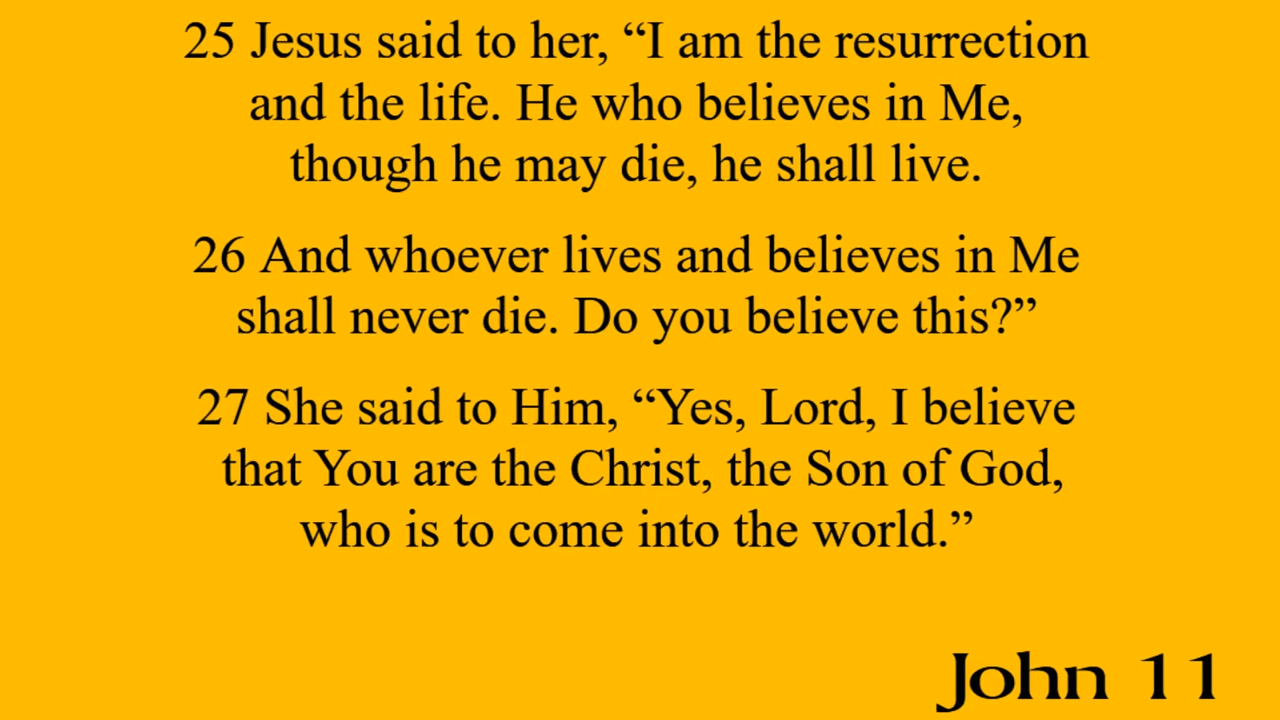 25 Jesus said to her, “I am the resurrection
and the life. He who believes in Me,
though he may die, he shall live.
26 And whoever lives and believes in Me
shall never die. Do you believe this?”
27 She said to Him, “Yes, Lord, I believe
that You are the Christ, the Son of God,
who is to come into the world.”
John 11